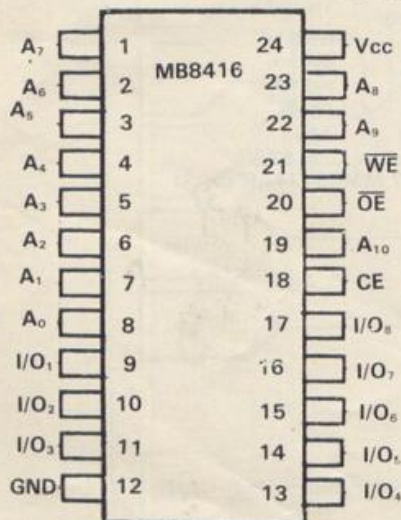 A₇ 1 24 Vcc
MB8416
A₆ 2 23 A₈
A₅ 3 22 A₉
A₄ 4 21 W̅E̅
A₃ 5 20 O̅E̅
A₂ 6 19 A₁₀
A₁ 7 18 CE
A₀ 8 17 I/O₈
I/O₁ 9 16 I/O₇
I/O₂ 10 15 I/O₆
I/O₃ 11 14 I/O₅
GND 12 13 I/O₄